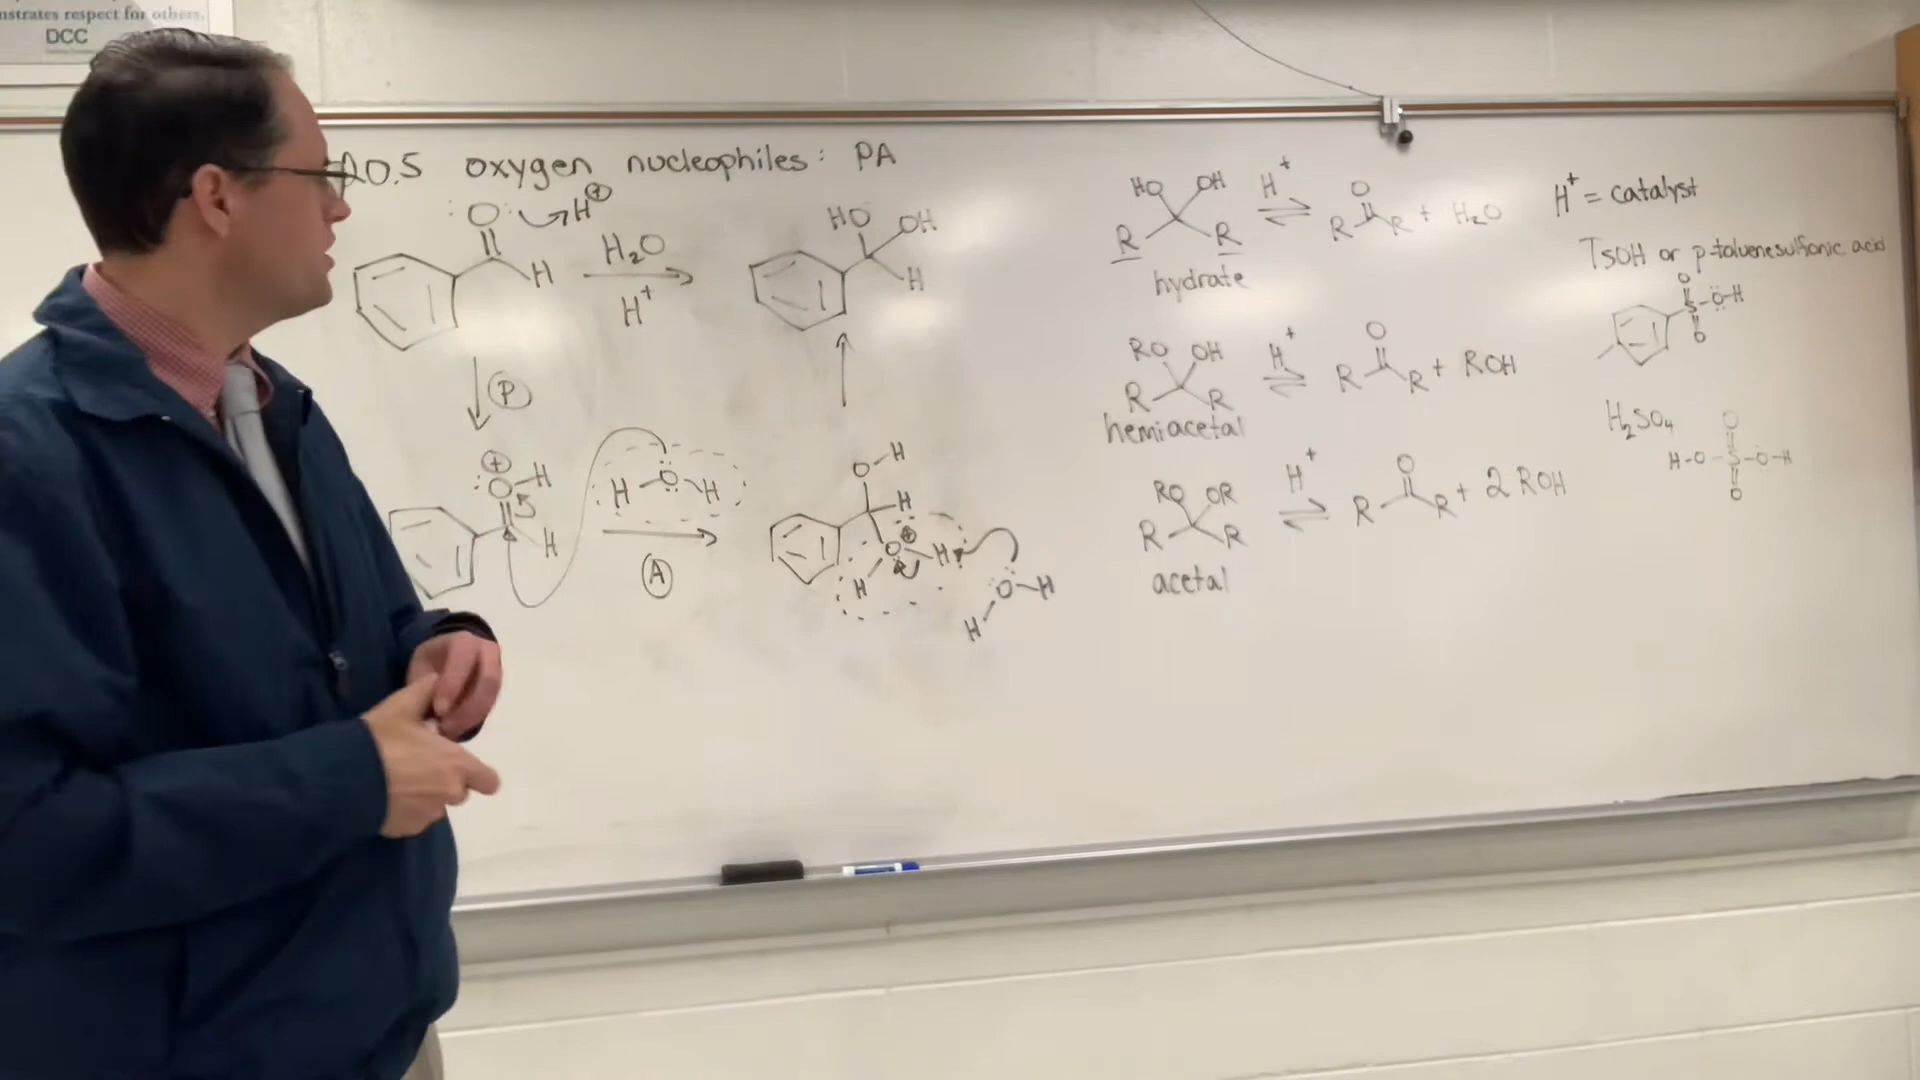 nstrates respect for others.
DCC
20.5 oxygen nucleophiles: PA
:O: H⊕
H
H₂O
H⁺
HO OH
H
P
⊕
:O-H
H
H-O-H
A
O-H
H
⊕
O-H
H
O-H
H
HO OH
R R
hydrate
H⁺
⇌
O
R R + H₂O
RO OH
R R
hemiacetal
H⁺
⇌
O
R R + ROH
RO OR
R R
acetal
H⁺
⇌
O
R R + 2 ROH
H⁺ = catalyst
TsOH or p-toluenesulfonic acid
O
S-O-H
O
H₂SO₄
O
H-O-S-O-H
O